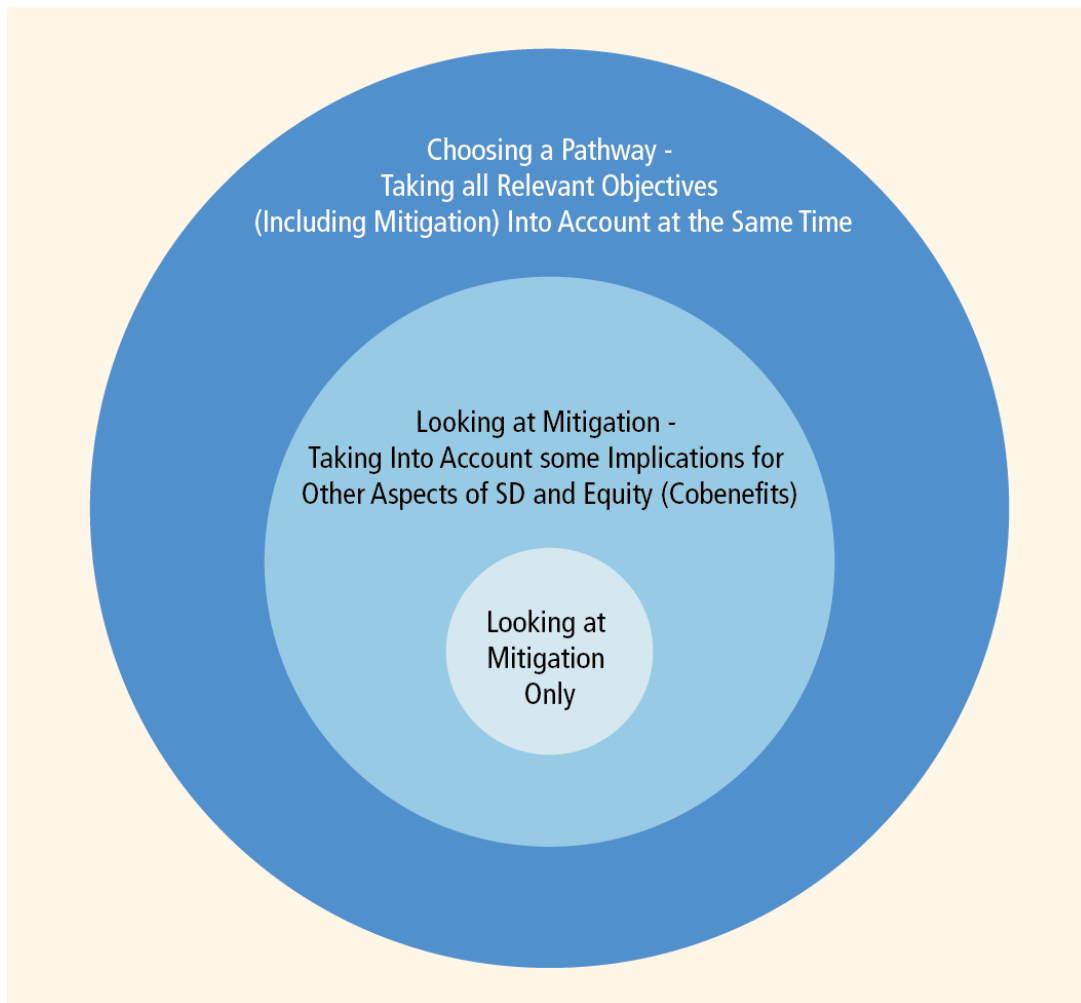 Choosing a Pathway -
Taking all Relevant Objectives
(Including Mitigation) Into Account at the Same Time
Looking at Mitigation -
Taking Into Account some Implications for
Other Aspects of SD and Equity (Cobenefits)
Looking at
Mitigation
Only